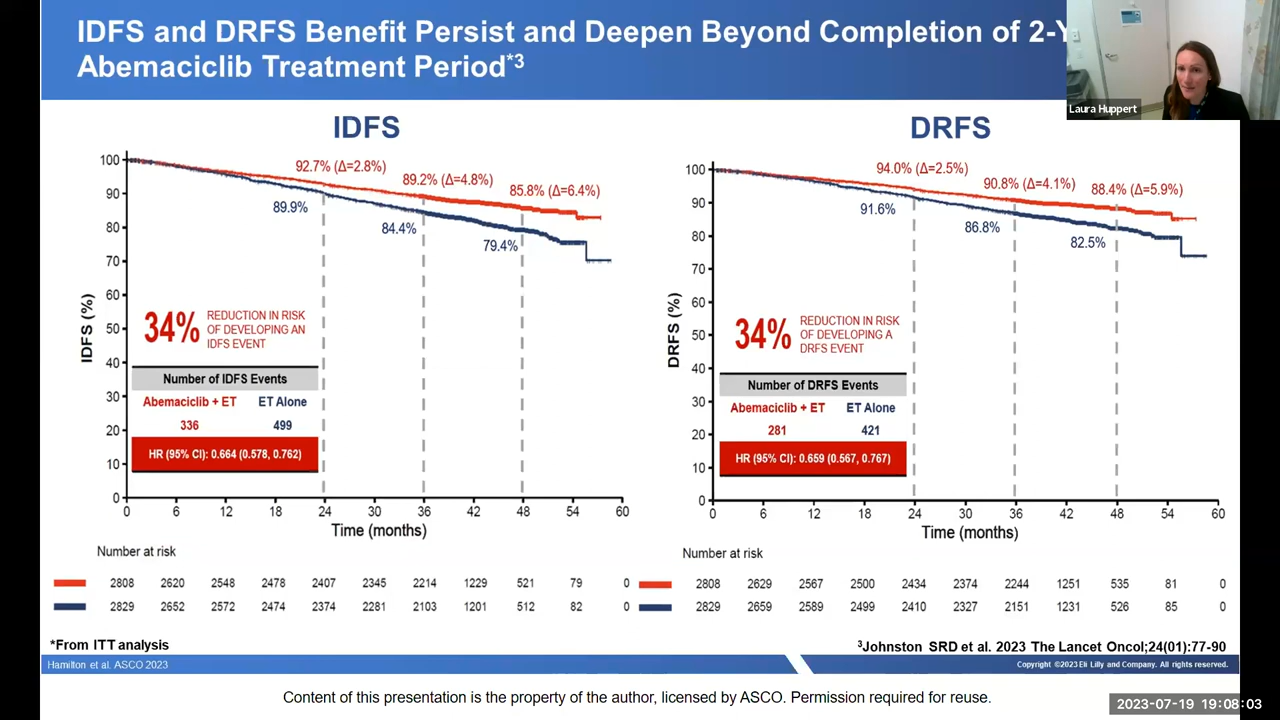 IDFS and DRFS Benefit Persist and Deepen Beyond Completion of
Abemaciclib Treatment Period*3
Laura Huppert
IDFS
100
90
80
70
60
50
40
30
20
10
0
IDFS (%)
92.7% (Δ=2.8%)
89.2% (Δ=4.8%)
85.8% (Δ=6.4%)
89.9%
84.4%
79.4%
34%
REDUCTION IN RISK
OF DEVELOPING AN
IDFS EVENT
Number of IDFS Events
Abemaciclib + ET ET Alone
336 499
HR (95% CI): 0.664 (0.578, 0.762)
0 6 12 18 24 30 36 42 48 54 60
Time (months)
Number at risk
2808 2620 2548 2478 2407 2345 2214 1229 521 79 0
2829 2652 2572 2474 2374 2281 2103 1201 512 82 0
DRFS
100
90
80
70
60
50
40
30
20
10
0
DRFS (%)
94.0% (Δ=2.5%)
90.8% (Δ=4.1%)
88.4% (Δ=5.9%)
91.6%
86.8%
82.5%
34%
REDUCTION IN RISK
OF DEVELOPING A
DRFS EVENT
Number of DRFS Events
Abemaciclib + ET ET Alone
281 421
HR (95% CI): 0.659 (0.567, 0.767)
0 6 12 18 24 30 36 42 48 54 60
Time (months)
Number at risk
2808 2629 2567 2500 2434 2374 2244 1251 535 81 0
2829 2659 2589 2499 2410 2327 2151 1231 526 85 0
*From ITT analysis
3Johnston SRD et al. 2023 The Lancet Oncol;24(01):77-90
Hamilton et al. ASCO 2023
Copyright ©2023 Eli Lilly and Company. All rights reserved.
Content of this presentation is the property of the author, licensed by ASCO. Permission required for reuse.
2023-07-19 19:08:03